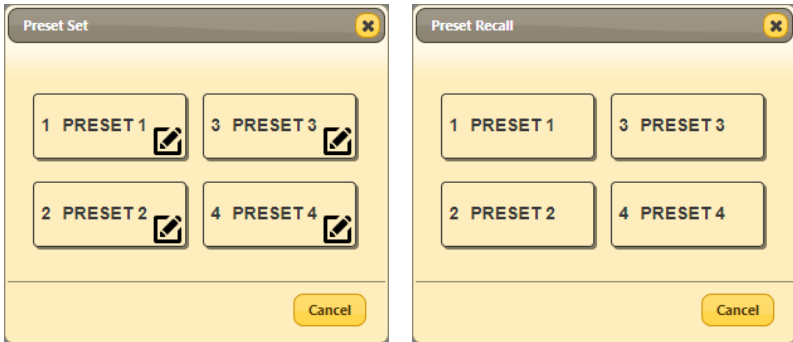 Preset Set
1 PRESET 1
3 PRESET 3
2 PRESET 2
4 PRESET 4
Cancel
Preset Recall
1 PRESET 1
3 PRESET 3
2 PRESET 2
4 PRESET 4
Cancel